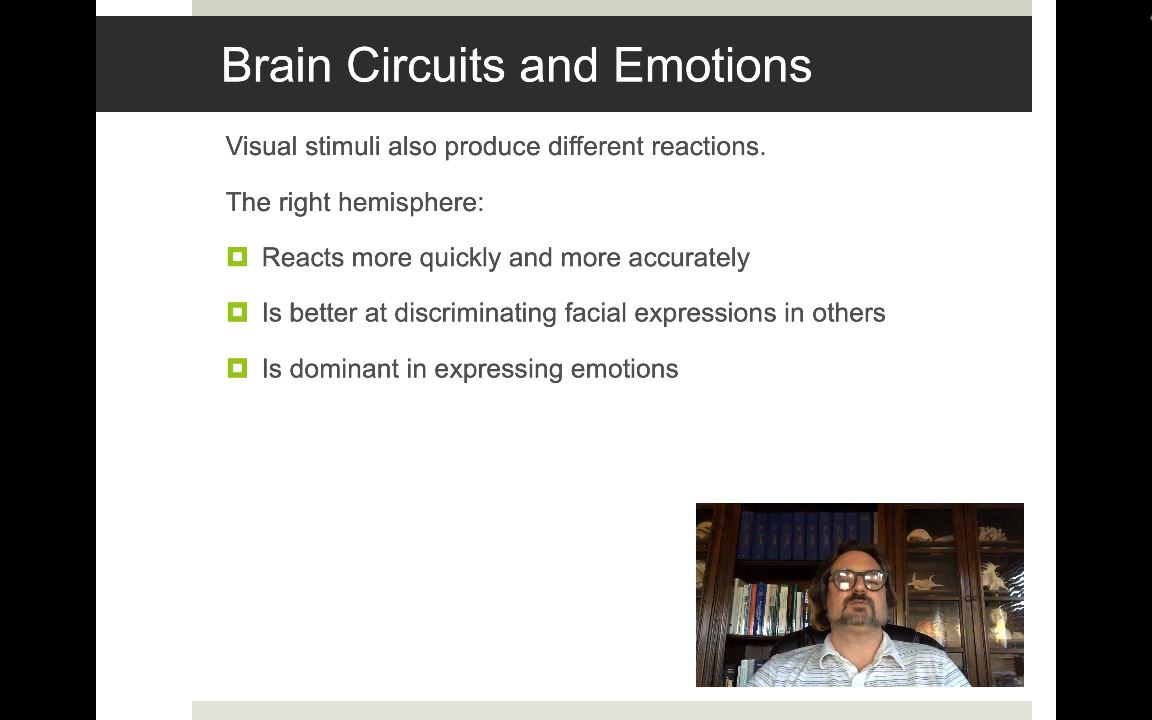 Brain Circuits and Emotions
Visual stimuli also produce different reactions.
The right hemisphere:
Reacts more quickly and more accurately
Is better at discriminating facial expressions in others
Is dominant in expressing emotions